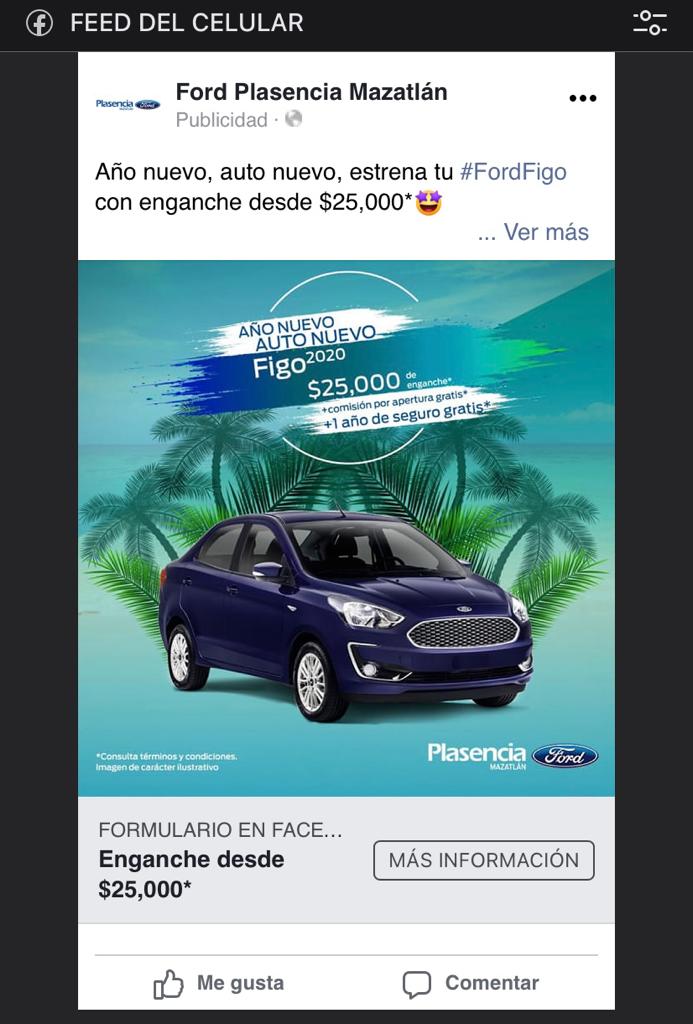 FEED DEL CELULAR
Plasencia Ford
MAZATLÁN
Ford Plasencia Mazatlán
Publicidad ·
•••
Año nuevo, auto nuevo, estrena tu #FordFigo
con enganche desde $25,000*🤩
... Ver más
AÑO NUEVO
AUTO NUEVO
Figo2020
$25,000 de
enganche*
+comisión por apertura gratis*
+1 año de seguro gratis*
*Consulta términos y condiciones.
Imagen de carácter ilustrativo
Plasencia Ford
MAZATLÁN
FORMULARIO EN FACE...
Enganche desde
$25,000*
MÁS INFORMACIÓN
Me gusta
Comentar